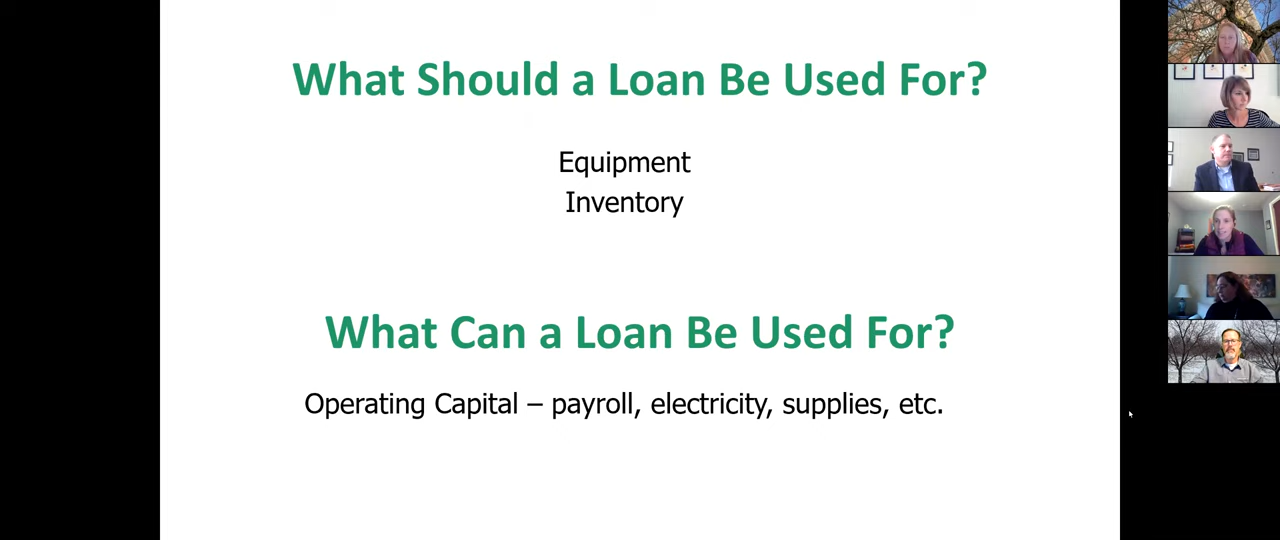 What Should a Loan Be Used For?
Equipment
Inventory
What Can a Loan Be Used For?
Operating Capital – payroll, electricity, supplies, etc.